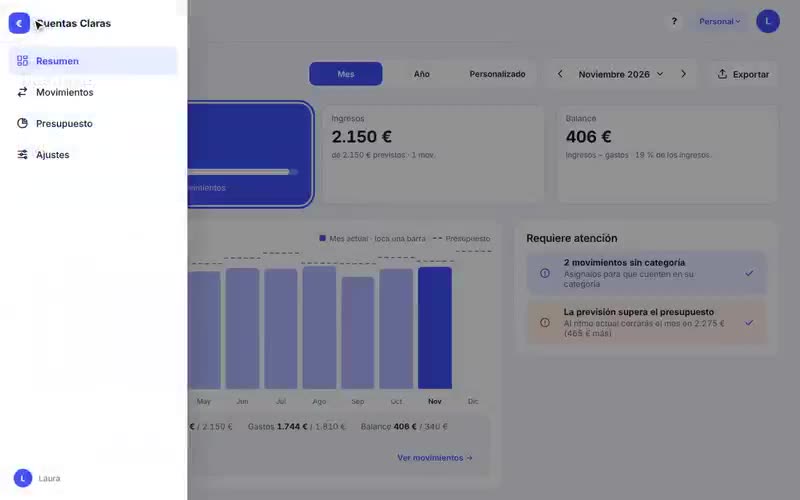 € Cuentas Claras
Resumen
Movimientos
Presupuesto
Ajustes
L Laura
? Personal L
Mes Año Personalizado Noviembre 2026 Exportar
Ingresos
2.150 €
de 2.150 € previstos · 1 mov.
Balance
406 €
Ingresos − gastos · 19 % de los ingresos.
Mes actual · toca una barra Presupuesto
May Jun Jul Ago Sep Oct Nov Dic
€ / 2.150 € Gastos 1.744 € / 1.810 € Balance 406 € / 340 €
Ver movimientos →
Requiere atención
2 movimientos sin categoría
Asígnalos para que cuenten en su
categoría
La previsión supera el presupuesto
Al ritmo actual cerrarás el mes en 2.275 €
(465 € más)